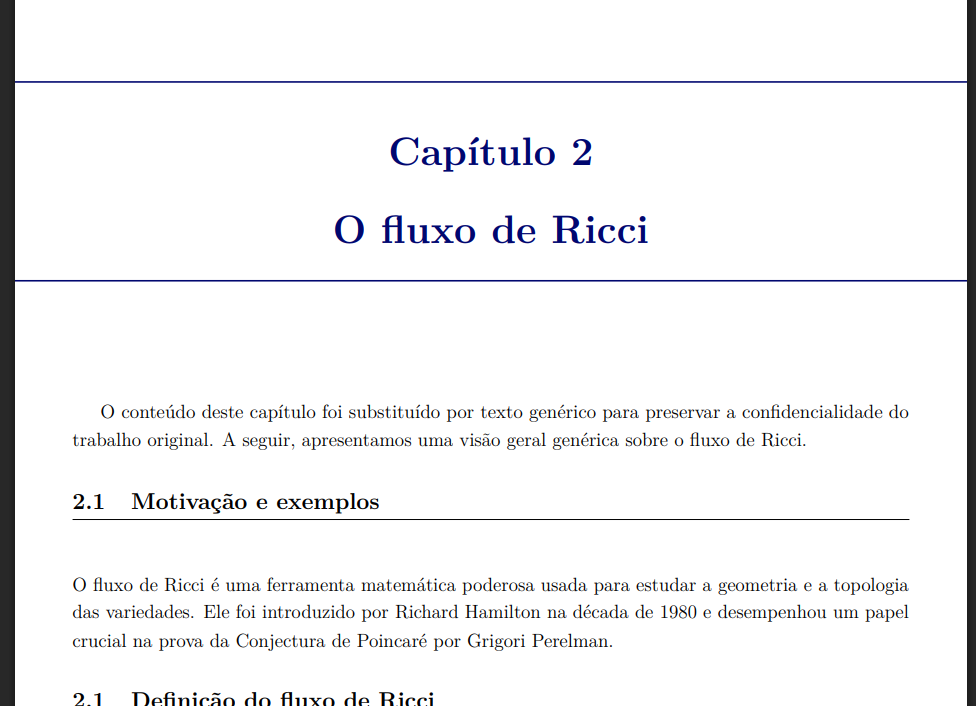 Capítulo 2
O fluxo de Ricci
O conteúdo deste capítulo foi substituído por texto genérico para preservar a confidencialidade do
trabalho original. A seguir, apresentamos uma visão geral genérica sobre o fluxo de Ricci.
2.1 Motivação e exemplos
O fluxo de Ricci é uma ferramenta matemática poderosa usada para estudar a geometria e a topologia
das variedades. Ele foi introduzido por Richard Hamilton na década de 1980 e desempenhou um papel
crucial na prova da Conjectura de Poincaré por Grigori Perelman.
2.1 Definição do fluxo de Ricci